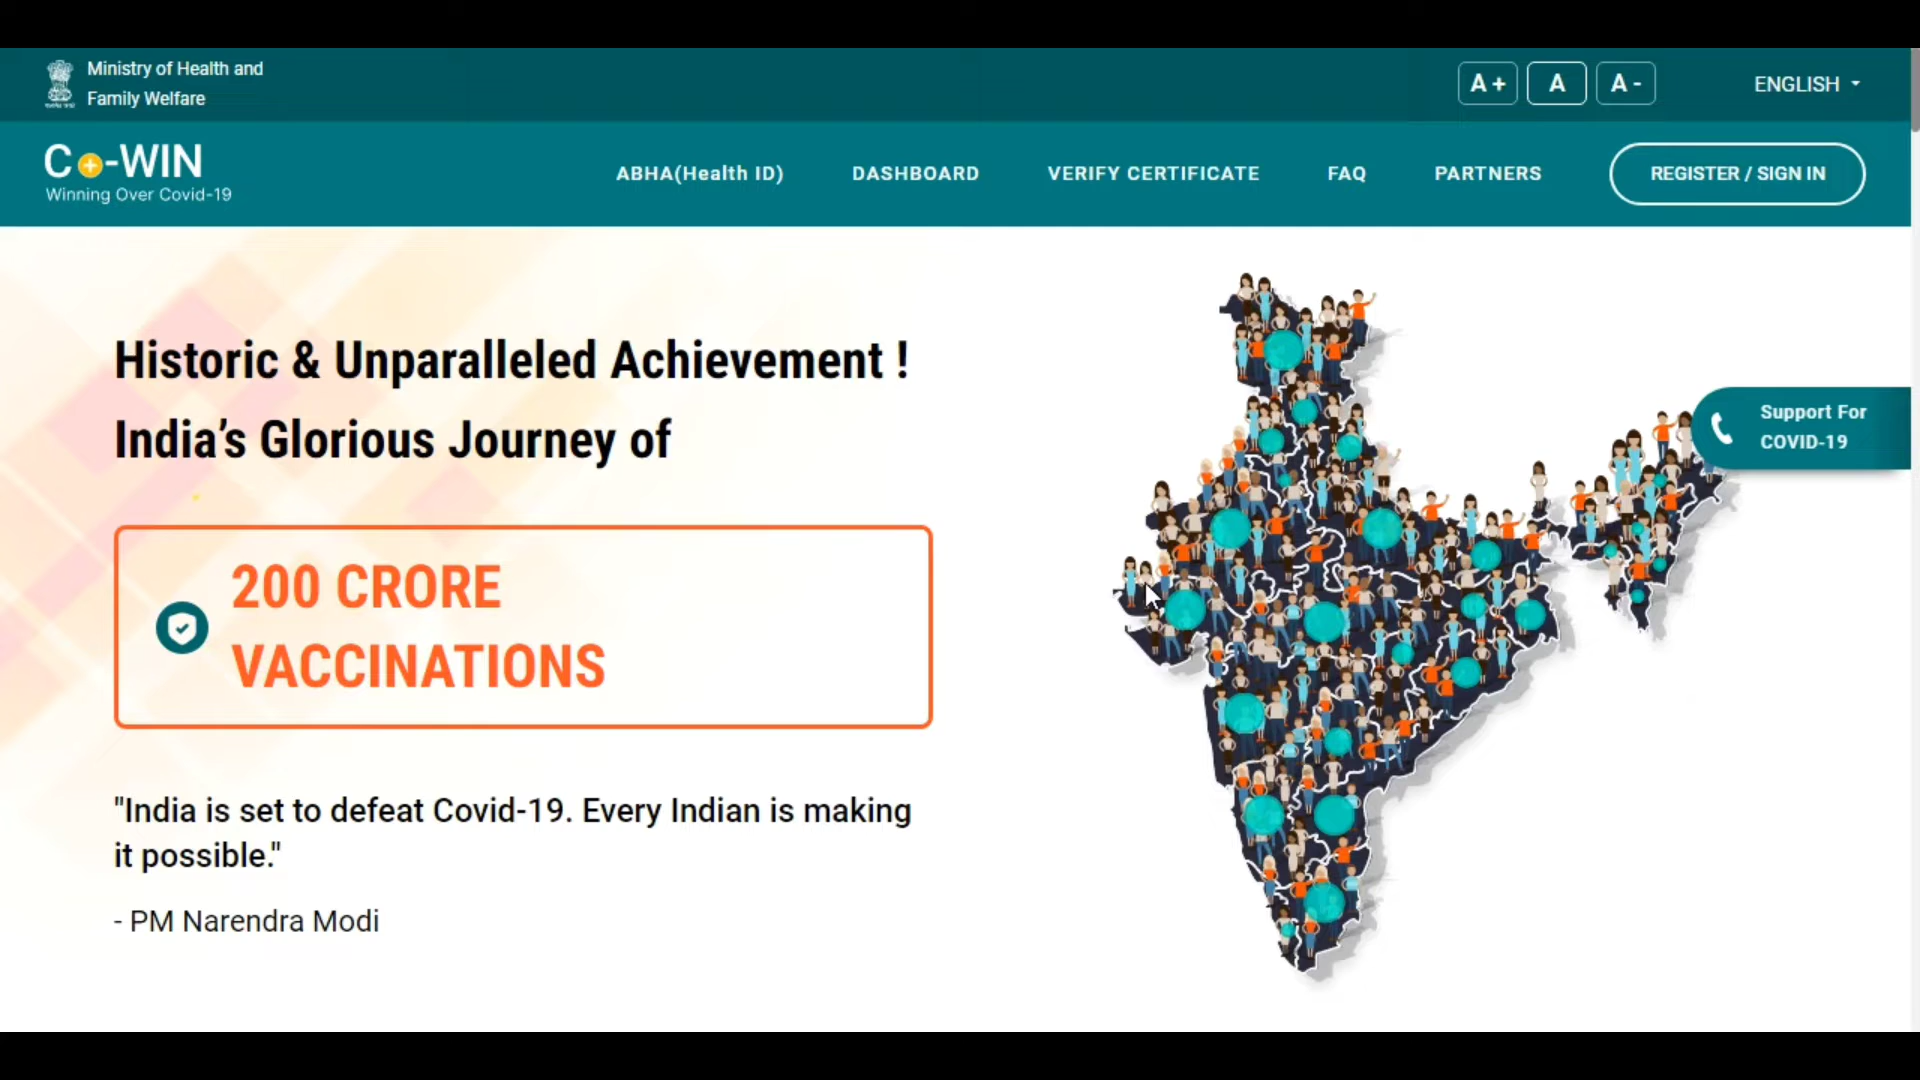 Ministry of Health and
Family Welfare
A+ A A-
ENGLISH
Co-WIN
Winning Over Covid-19
ABHA(Health ID) DASHBOARD VERIFY CERTIFICATE FAQ PARTNERS REGISTER / SIGN IN
Historic & Unparalleled Achievement !
India’s Glorious Journey of
200 CRORE
VACCINATIONS
"India is set to defeat Covid-19. Every Indian is making
it possible."
- PM Narendra Modi
Support For
COVID-19